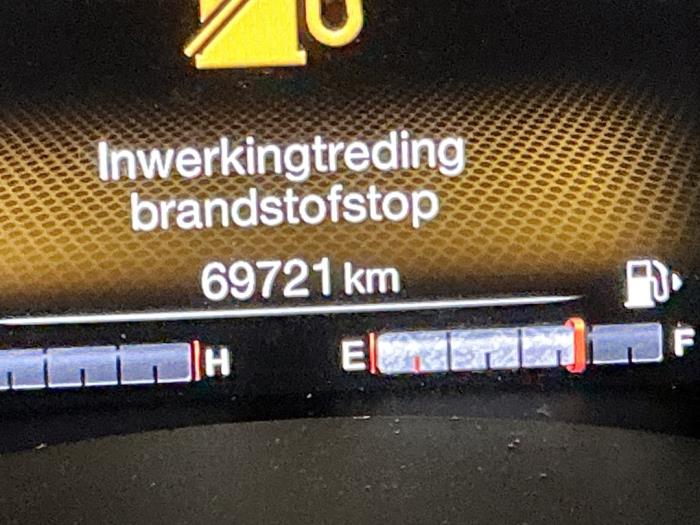 Inwerkingtreding
brandstofstop
69721 km
H E F